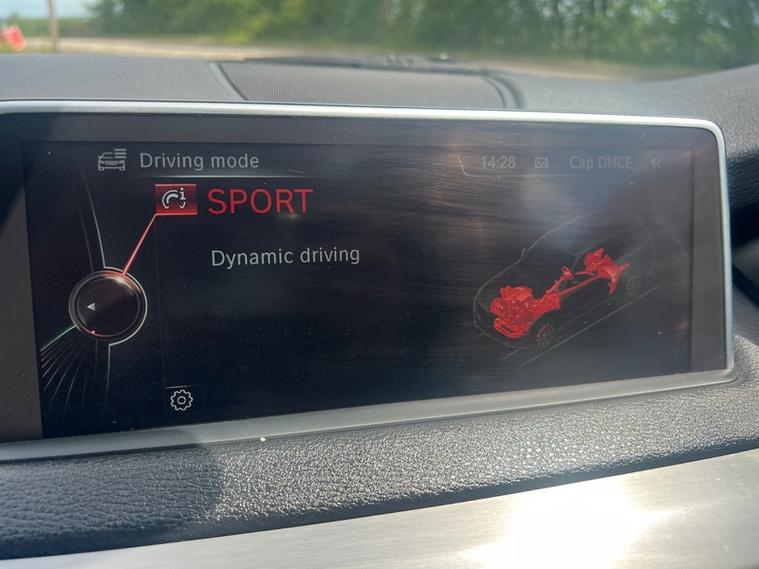 Driving mode
14:28
Cap DNCE
SPORT
Dynamic driving